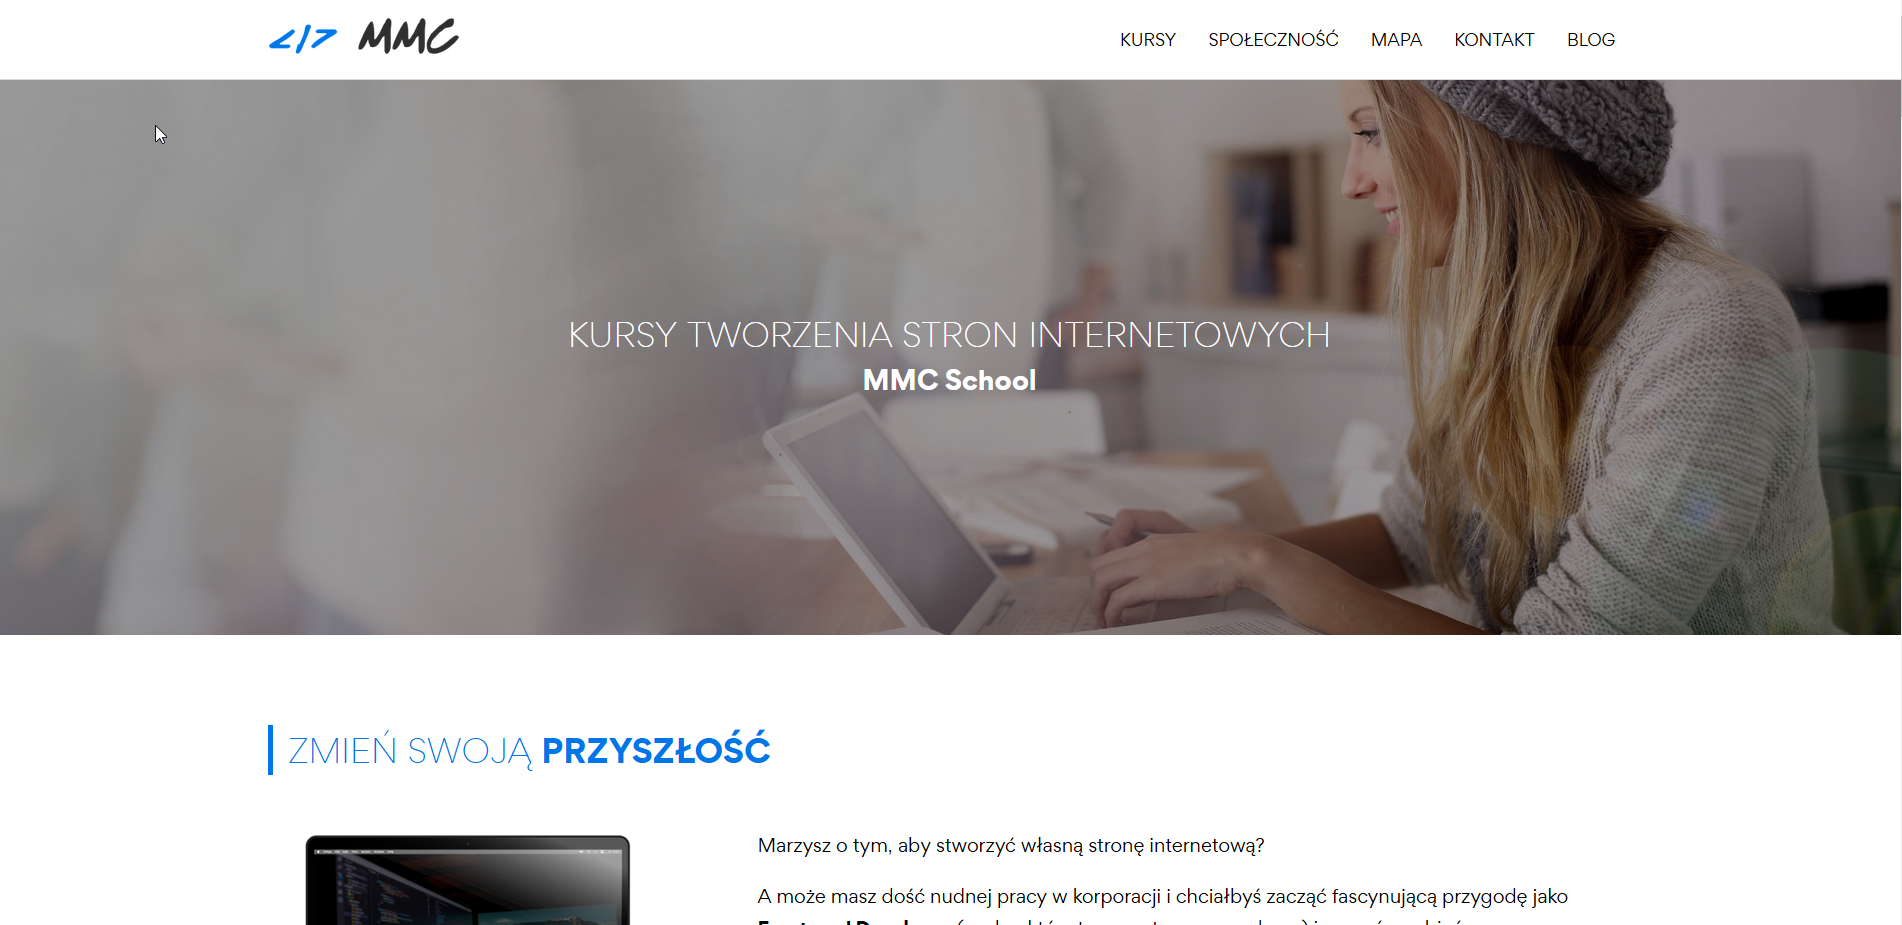 </> MMC
KURSY SPOŁECZNOŚĆ MAPA KONTAKT BLOG
KURSY TWORZENIA STRON INTERNETOWYCH
MMC School
ZMIEŃ SWOJĄ PRZYSZŁOŚĆ
Marzysz o tym, aby stworzyć własną stronę internetową?
A może masz dość nudnej pracy w korporacji i chciałbyś zacząć fascynującą przygodę jako